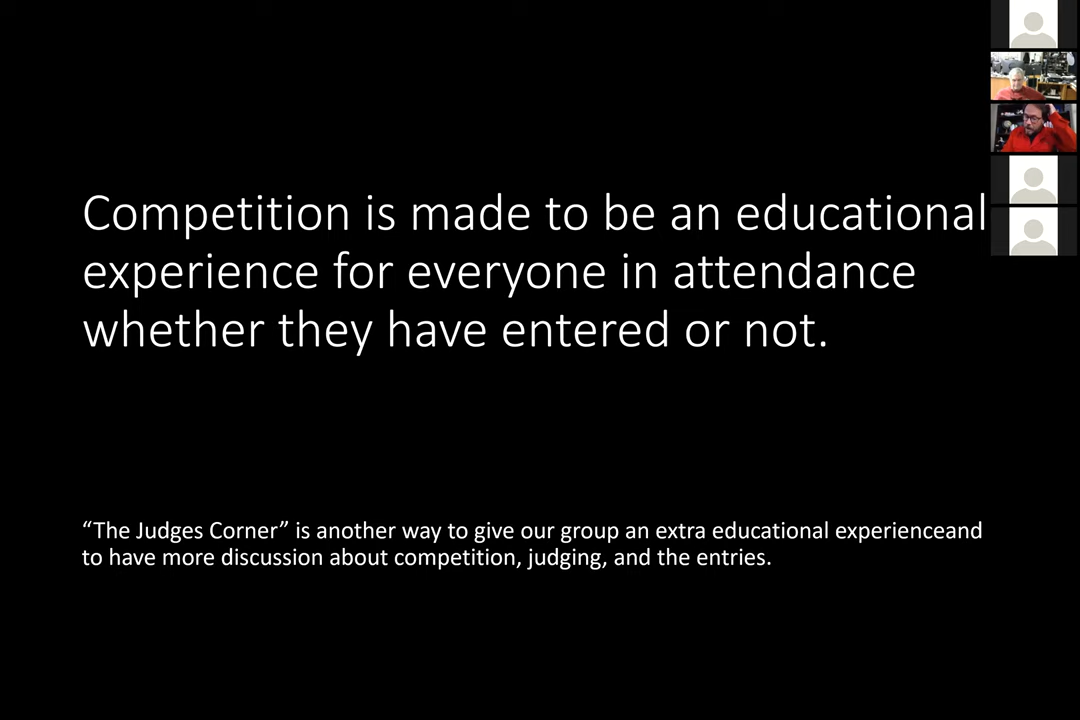 Competition is made to be an educational
experience for everyone in attendance
whether they have entered or not.
“The Judges Corner” is another way to give our group an extra educational experienceand
to have more discussion about competition, judging, and the entries.